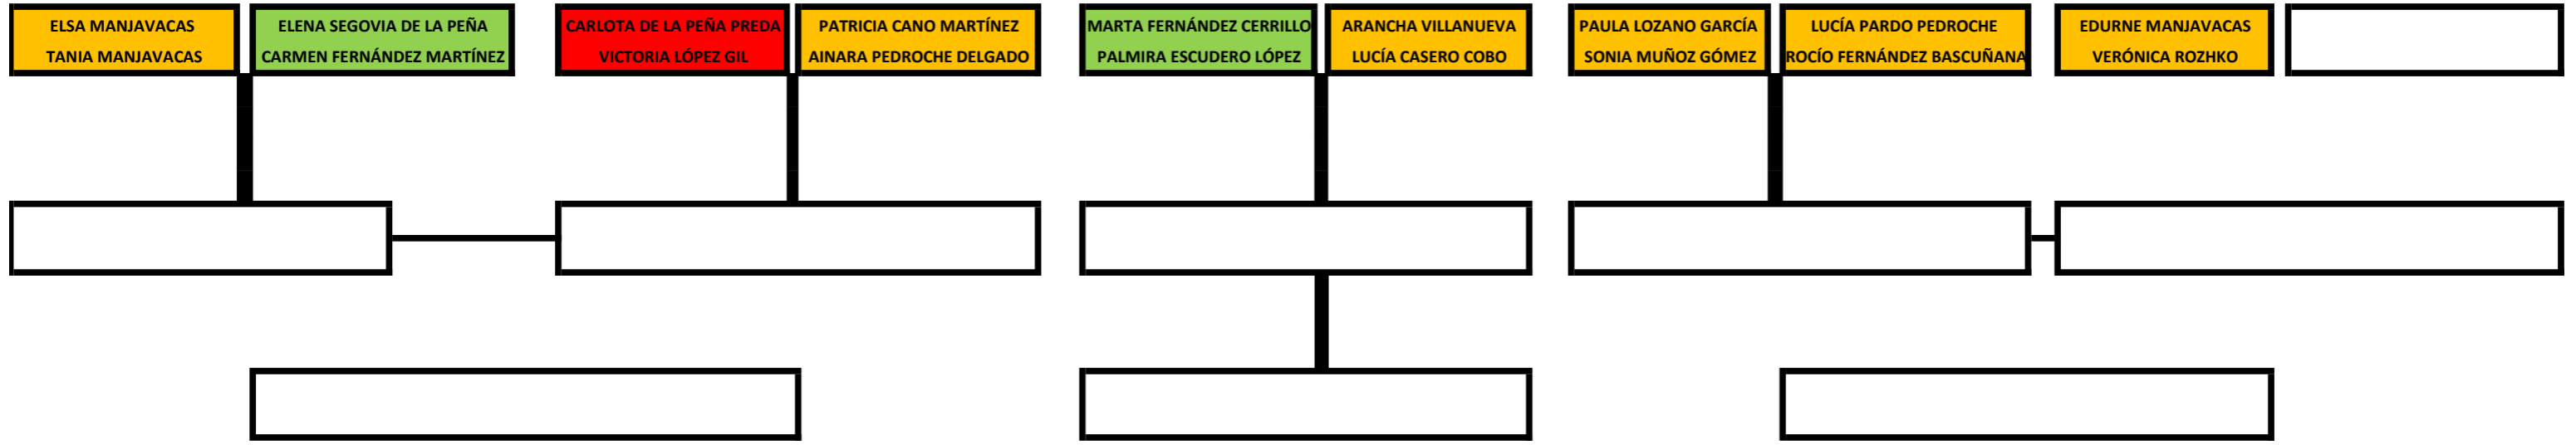 ELSA MANJAVACAS
TANIA MANJAVACAS
ELENA SEGOVIA DE LA PEÑA
CARMEN FERNÁNDEZ MARTÍNEZ
CARLOTA DE LA PEÑA PREDA
VICTORIA LÓPEZ GIL
PATRICIA CANO MARTÍNEZ
AINARA PEDROCHE DELGADO
MARTA FERNÁNDEZ CERRILLO
PALMIRA ESCUDERO LÓPEZ
ARANCHA VILLANUEVA
LUCÍA CASERO COBO
PAULA LOZANO GARCÍA
SONIA MUÑOZ GÓMEZ
LUCÍA PARDO PEDROCHE
ROCÍO FERNÁNDEZ BASCUÑANA
EDURNE MANJAVACAS
VERÓNICA ROZHKO